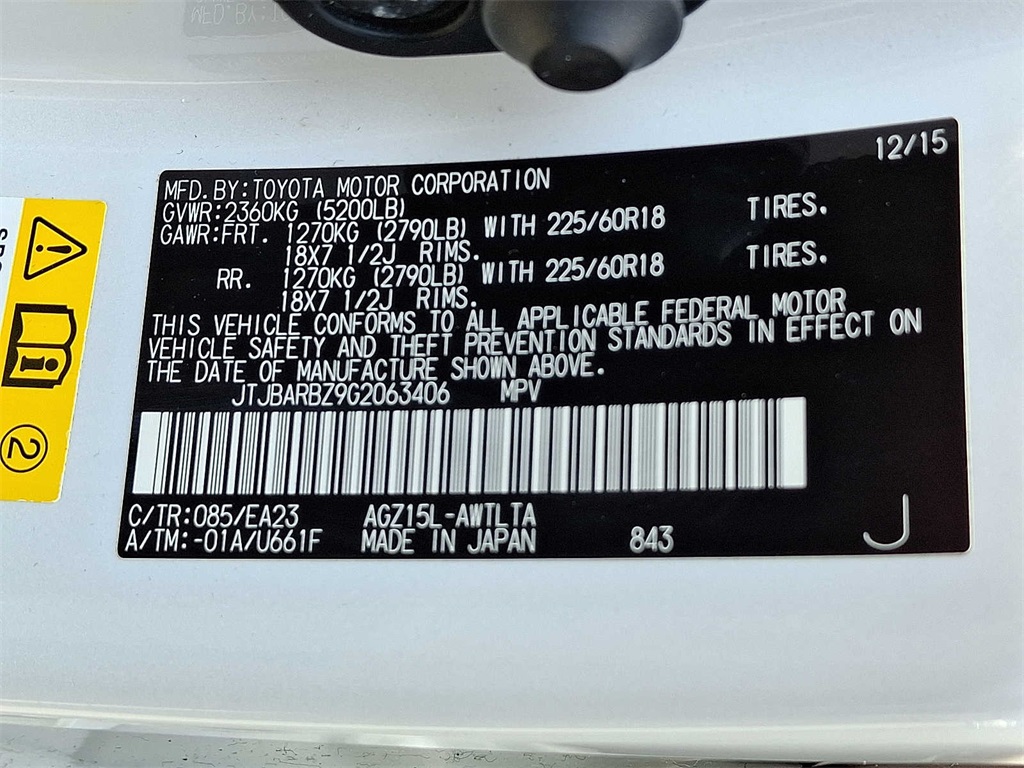 12/15
MFD.BY:TOYOTA MOTOR CORPORATION
GVWR:2360KG (5200LB)
GAWR:FRT. 1270KG (2790LB) WITH 225/60R18 TIRES.
18X7 1/2J RIMS.
RR. 1270KG (2790LB) WITH 225/60R18 TIRES.
18X7 1/2J RIMS.
THIS VEHICLE CONFORMS TO ALL APPLICABLE FEDERAL MOTOR
VEHICLE SAFETY AND THEFT PREVENTION STANDARDS IN EFFECT ON
THE DATE OF MANUFACTURE SHOWN ABOVE.
JTJBARBZ9G2063406 MPV
C/TR:085/EA23 AGZ15L-AWTLTA
A/TM:-01A/U661F MADE IN JAPAN 843 J
2